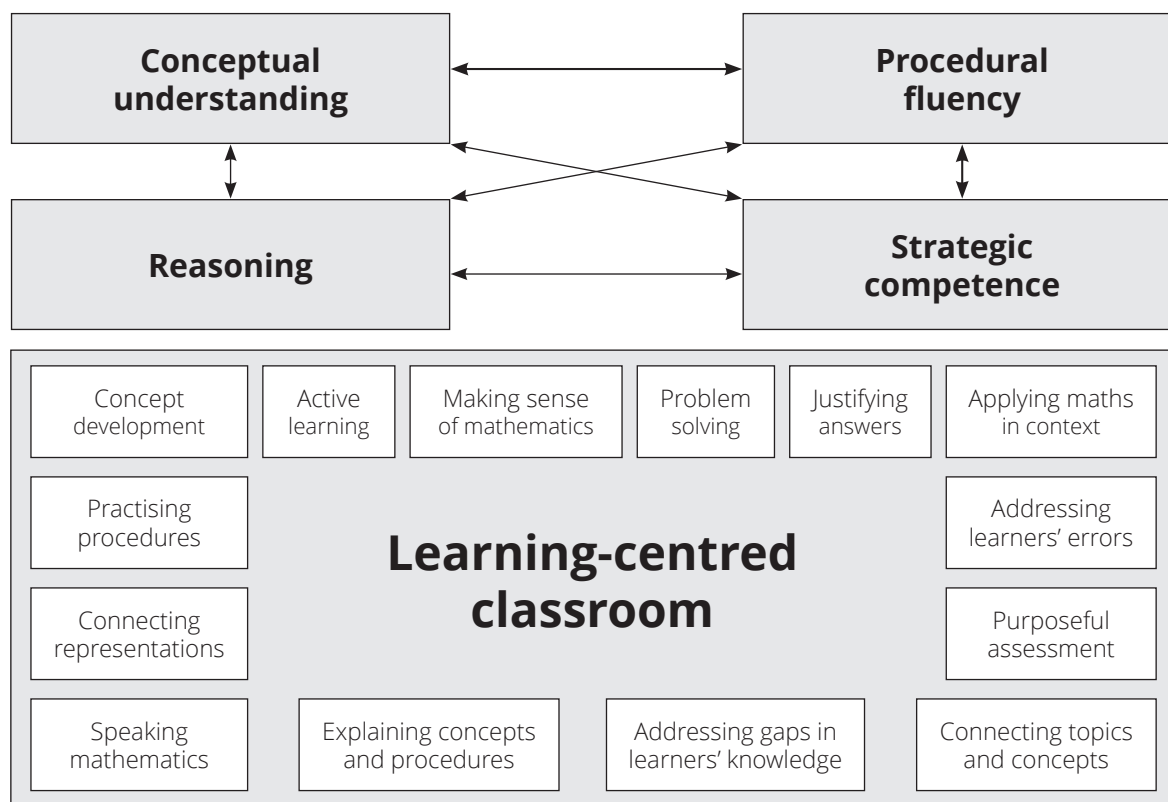 Conceptual
understanding
Procedural
fluency
Reasoning
Strategic
competence
Concept
development
Active
learning
Making sense
of mathematics
Problem
solving
Justifying
answers
Applying maths
in context
Practising
procedures
Addressing
learners’ errors
Learning-centred
classroom
Connecting
representations
Purposeful
assessment
Speaking
mathematics
Explaining concepts
and procedures
Addressing gaps in
learners’ knowledge
Connecting topics
and concepts